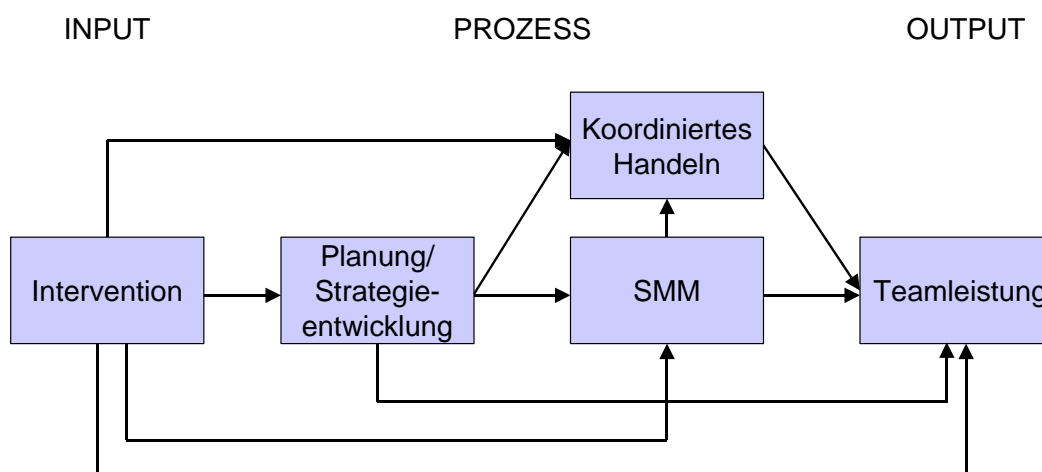 INPUT
PROZESS
OUTPUT
Koordiniertes
Handeln
Intervention
Planung/
Strategie-
entwicklung
SMM
Teamleistung